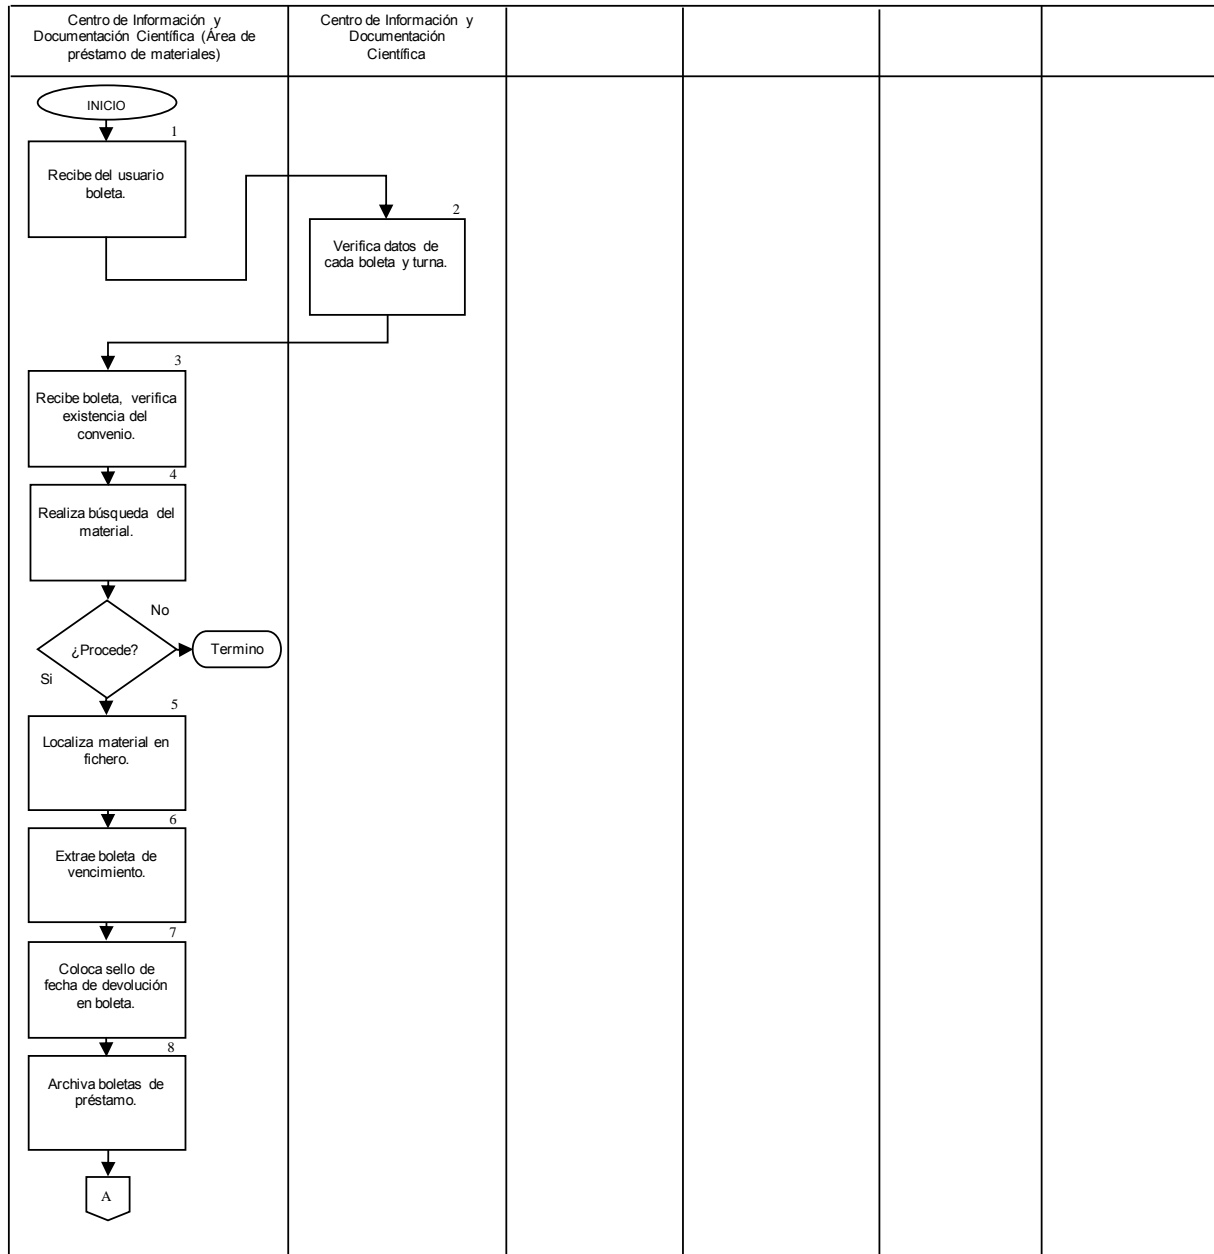 Centro de Información y
Documentación Científica (Área de
préstamo de materiales)
Centro de Información y
Documentación
Científica
INICIO
1
Recibe del usuario
boleta.
2
Verifica datos de
cada boleta y turna.
3
Recibe boleta, verifica
existencia del
convenio.
4
Realiza búsqueda del
material.
No
¿Procede?
Termino
Si
5
Localiza material en
fichero.
6
Extrae boleta de
vencimiento.
7
Coloca sello de
fecha de devolución
en boleta.
8
Archiva boletas de
préstamo.
A